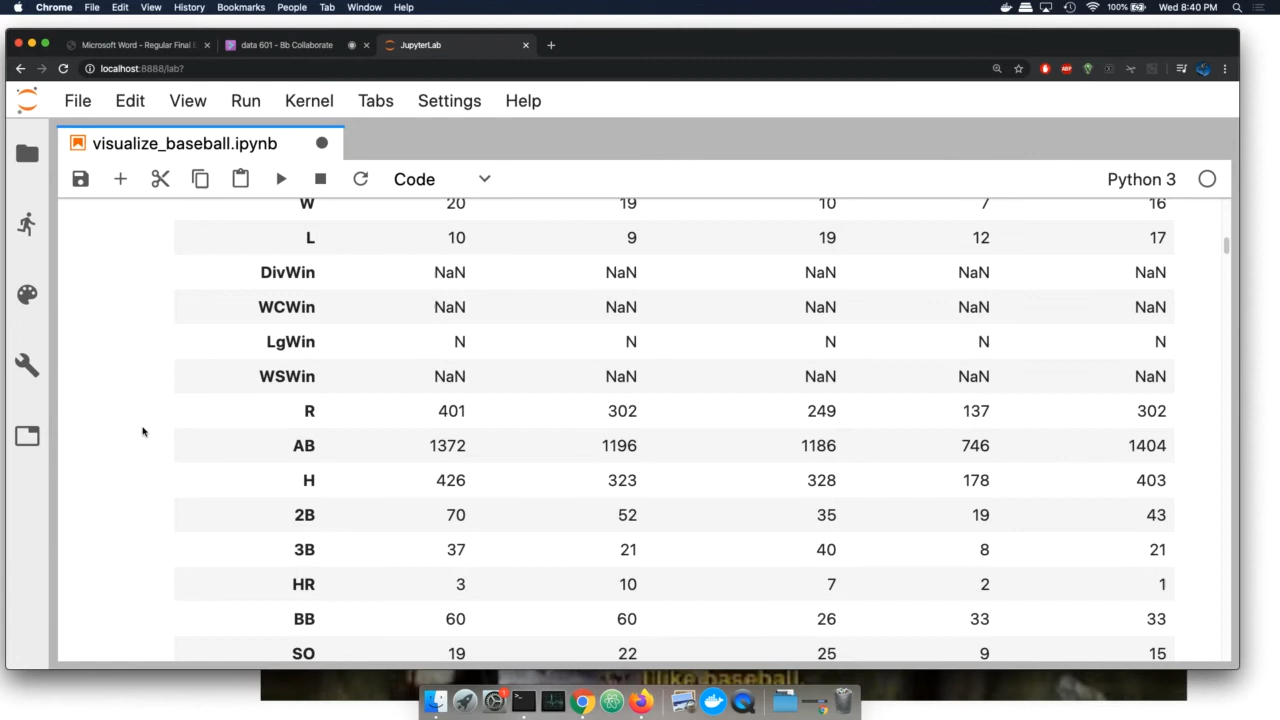 Chrome File Edit View History Bookmarks People Tab Window Help 100% Wed 8:40 PM
Microsoft Word - Regular Final E data 601 - Bb Collaborate JupyterLab
localhost:8888/lab?
File Edit View Run Kernel Tabs Settings Help
visualize_baseball.ipynb
Code Python 3
W 20 19 10 7 16
L 10 9 19 12 17
DivWin NaN NaN NaN NaN NaN
WCWin NaN NaN NaN NaN NaN
LgWin N N N N N
WSWin NaN NaN NaN NaN NaN
R 401 302 249 137 302
AB 1372 1196 1186 746 1404
H 426 323 328 178 403
2B 70 52 35 19 43
3B 37 21 40 8 21
HR 3 10 7 2 1
BB 60 60 26 33 33
SO 19 22 25 9 15
I like baseball.